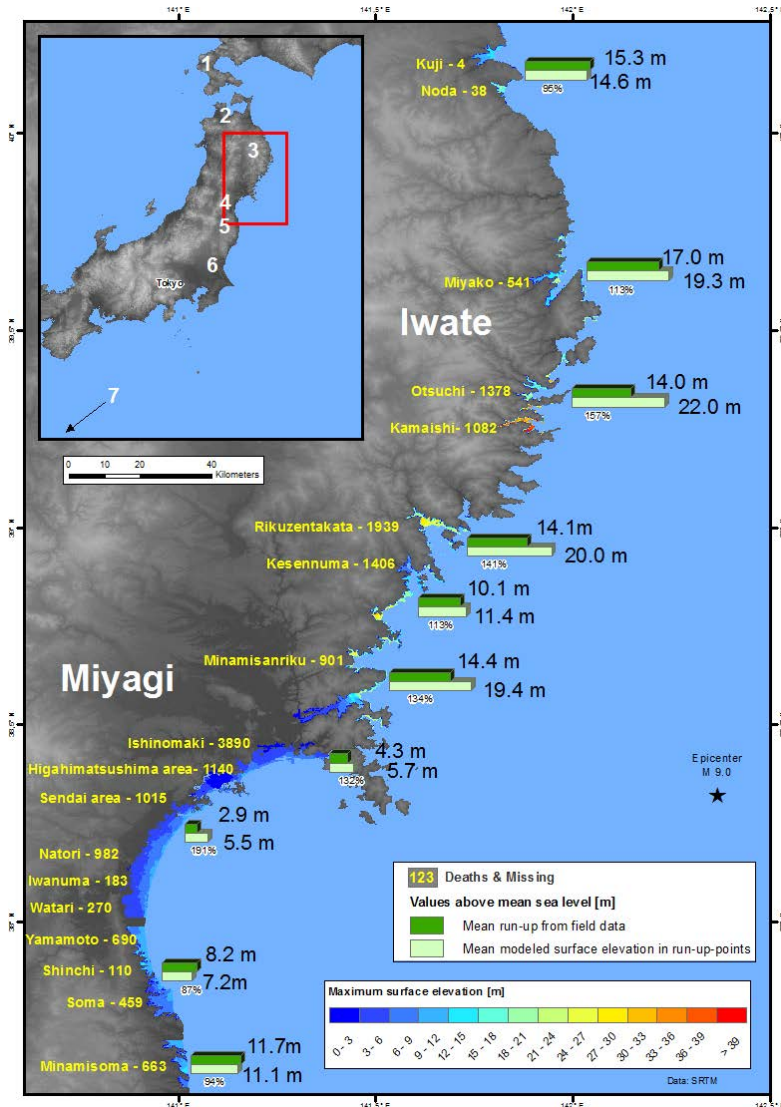 141°E
141.5°E
142°E
142.5°E
1
2
3
4
5
6
Tokyo
7
0 10 20 40
Kilometers
Kuji - 4
15.3 m
14.6 m
95%
Noda - 38
17.0 m
19.3 m
113%
Miyako - 541
Iwate
14.0 m
22.0 m
157%
Otsuchi - 1378
Kamaishi- 1082
Rikuzentakata - 1939
14.1m
20.0 m
141%
Kesennuma - 1406
10.1 m
11.4 m
113%
Minamisanriku - 901
14.4 m
19.4 m
134%
Miyagi
Ishinomaki - 3890
4.3 m
5.7 m
132%
Higahimatsushima area- 1140
Epicenter
M 9.0
Sendai area - 1015
2.9 m
5.5 m
191%
Natori - 982
Iwanuma - 183
Watari - 270
Yamamoto - 690
8.2 m
7.2m
87%
Shinchi - 110
Soma - 459
11.7m
11.1 m
94%
Minamisoma - 663
123 Deaths & Missing
Values above mean sea level [m]
Mean run-up from field data
Mean modeled surface elevation in run-up-points
Maximum surface elevation [m]
0 - 3
3 - 6
6 - 9
9 - 12
12 - 15
15 - 18
18 - 21
21 - 24
24 - 27
27 - 30
30 - 33
33 - 36
36 - 39
> 39
Data: SRTM
141°E
141.5°E
142°E